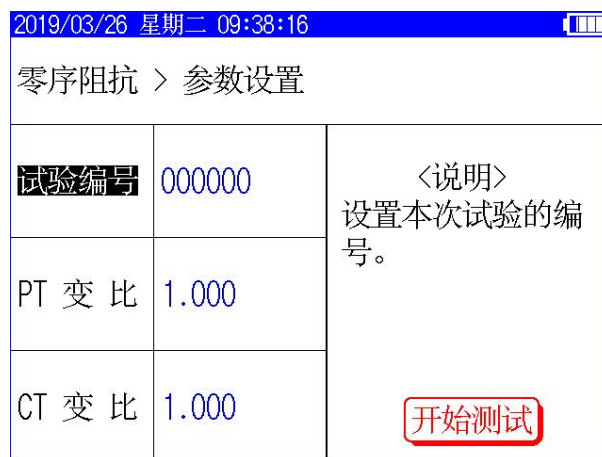 2019/03/26 星期二 09:38:16
零序阻抗 > 参数设置
试验编号 000000
PT 变 比 1.000
CT 变 比 1.000
<说明>
设置本次试验的编
号。
开始测试